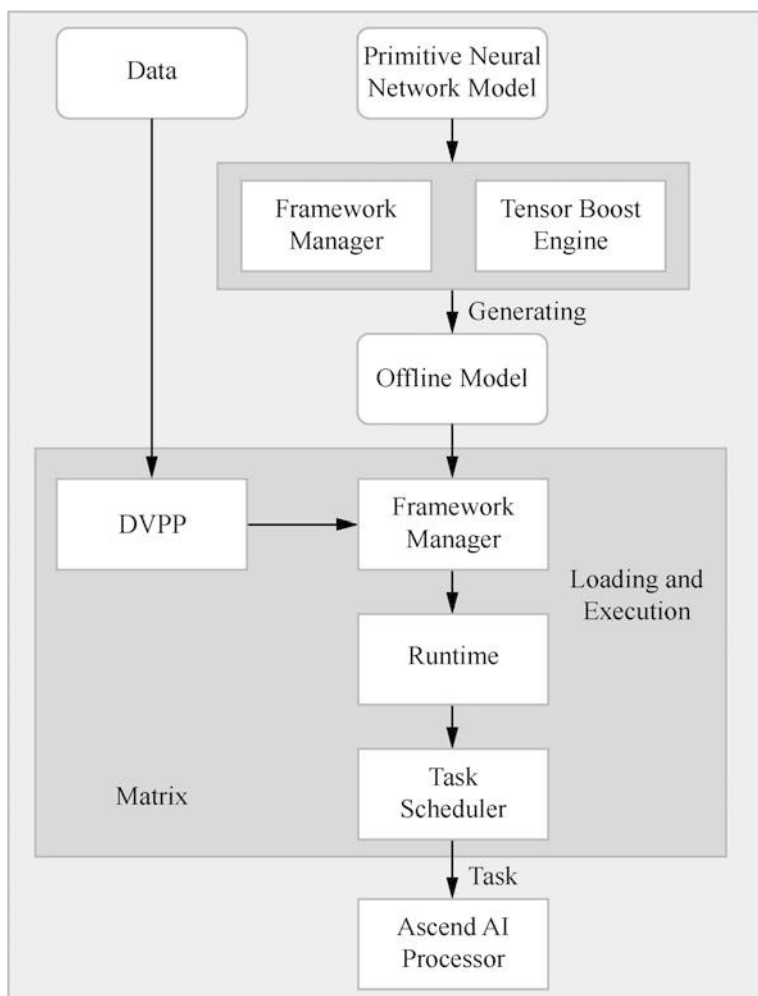 Data
Primitive Neural
Network Model
Framework
Manager
Tensor Boost
Engine
Generating
Offline Model
DVPP
Framework
Manager
Loading and
Execution
Runtime
Matrix
Task
Scheduler
Task
Ascend AI
Processor